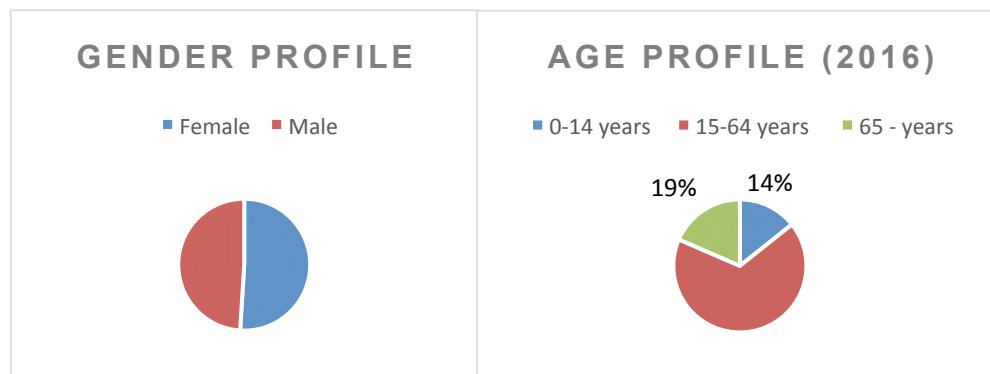 GENDER PROFILE
Female Male
AGE PROFILE (2016)
0-14 years 15-64 years 65 - years
19% 14%